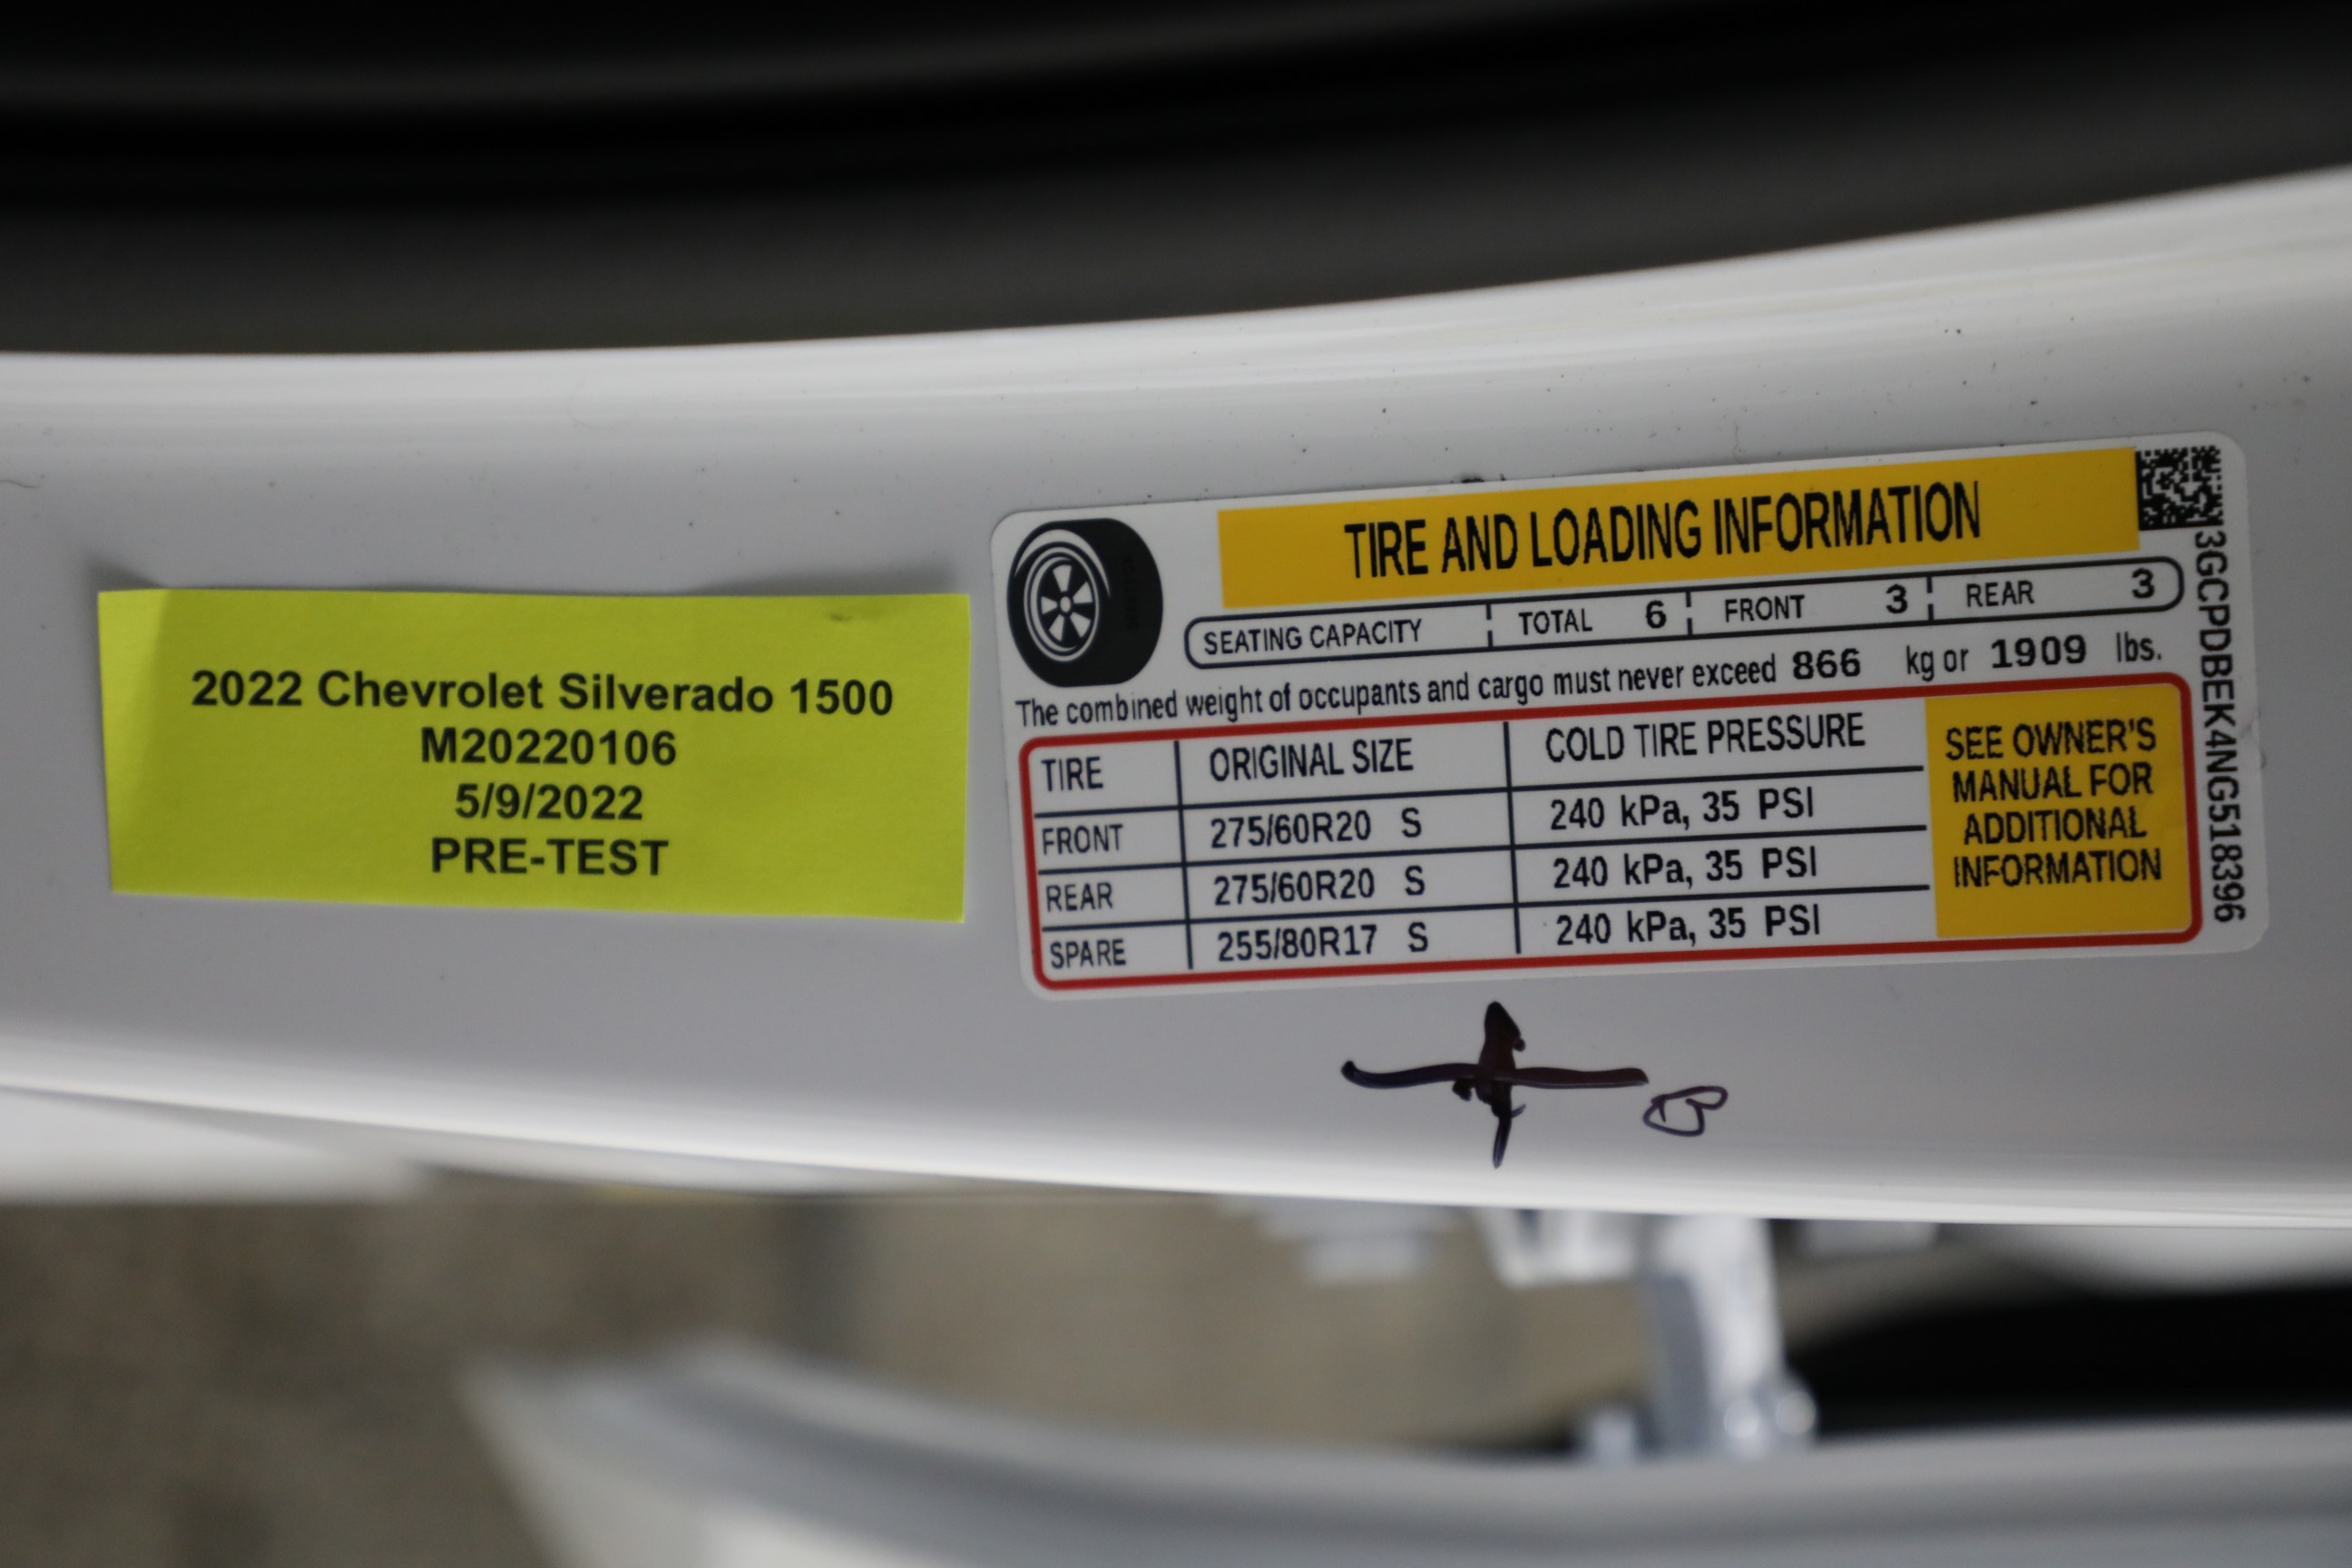 2022 Chevrolet Silverado 1500
M20220106
5/9/2022
PRE-TEST
TIRE AND LOADING INFORMATION
SEATING CAPACITY TOTAL 6 FRONT 3 REAR 3
The combined weight of occupants and cargo must never exceed 866 kg or 1909 lbs.
TIRE ORIGINAL SIZE COLD TIRE PRESSURE
FRONT 275/60R20 S 240 kPa, 35 PSI
REAR 275/60R20 S 240 kPa, 35 PSI
SPARE 255/80R17 S 240 kPa, 35 PSI
SEE OWNER'S
MANUAL FOR
ADDITIONAL
INFORMATION
3GCPDBEK4NG518396